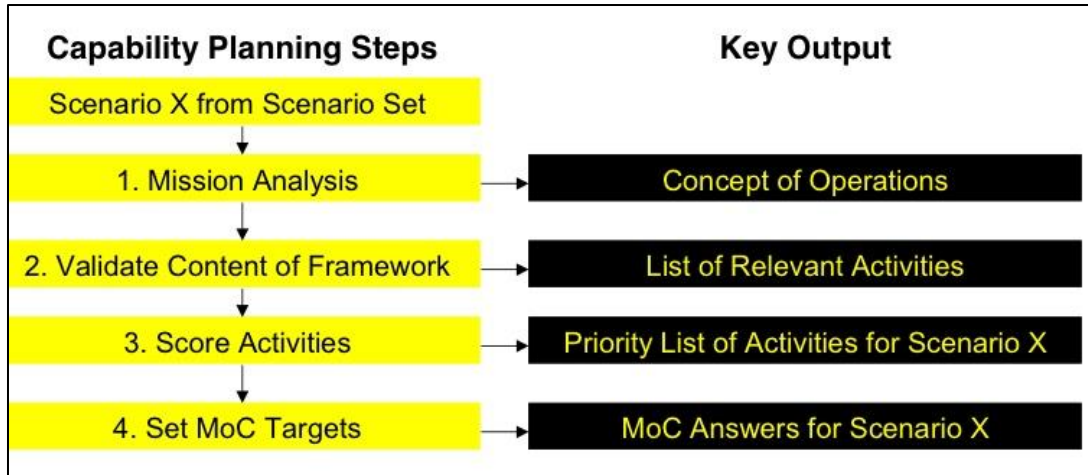 Capability Planning Steps
Key Output
Scenario X from Scenario Set
1. Mission Analysis
Concept of Operations
2. Validate Content of Framework
List of Relevant Activities
3. Score Activities
Priority List of Activities for Scenario X
4. Set MoC Targets
MoC Answers for Scenario X